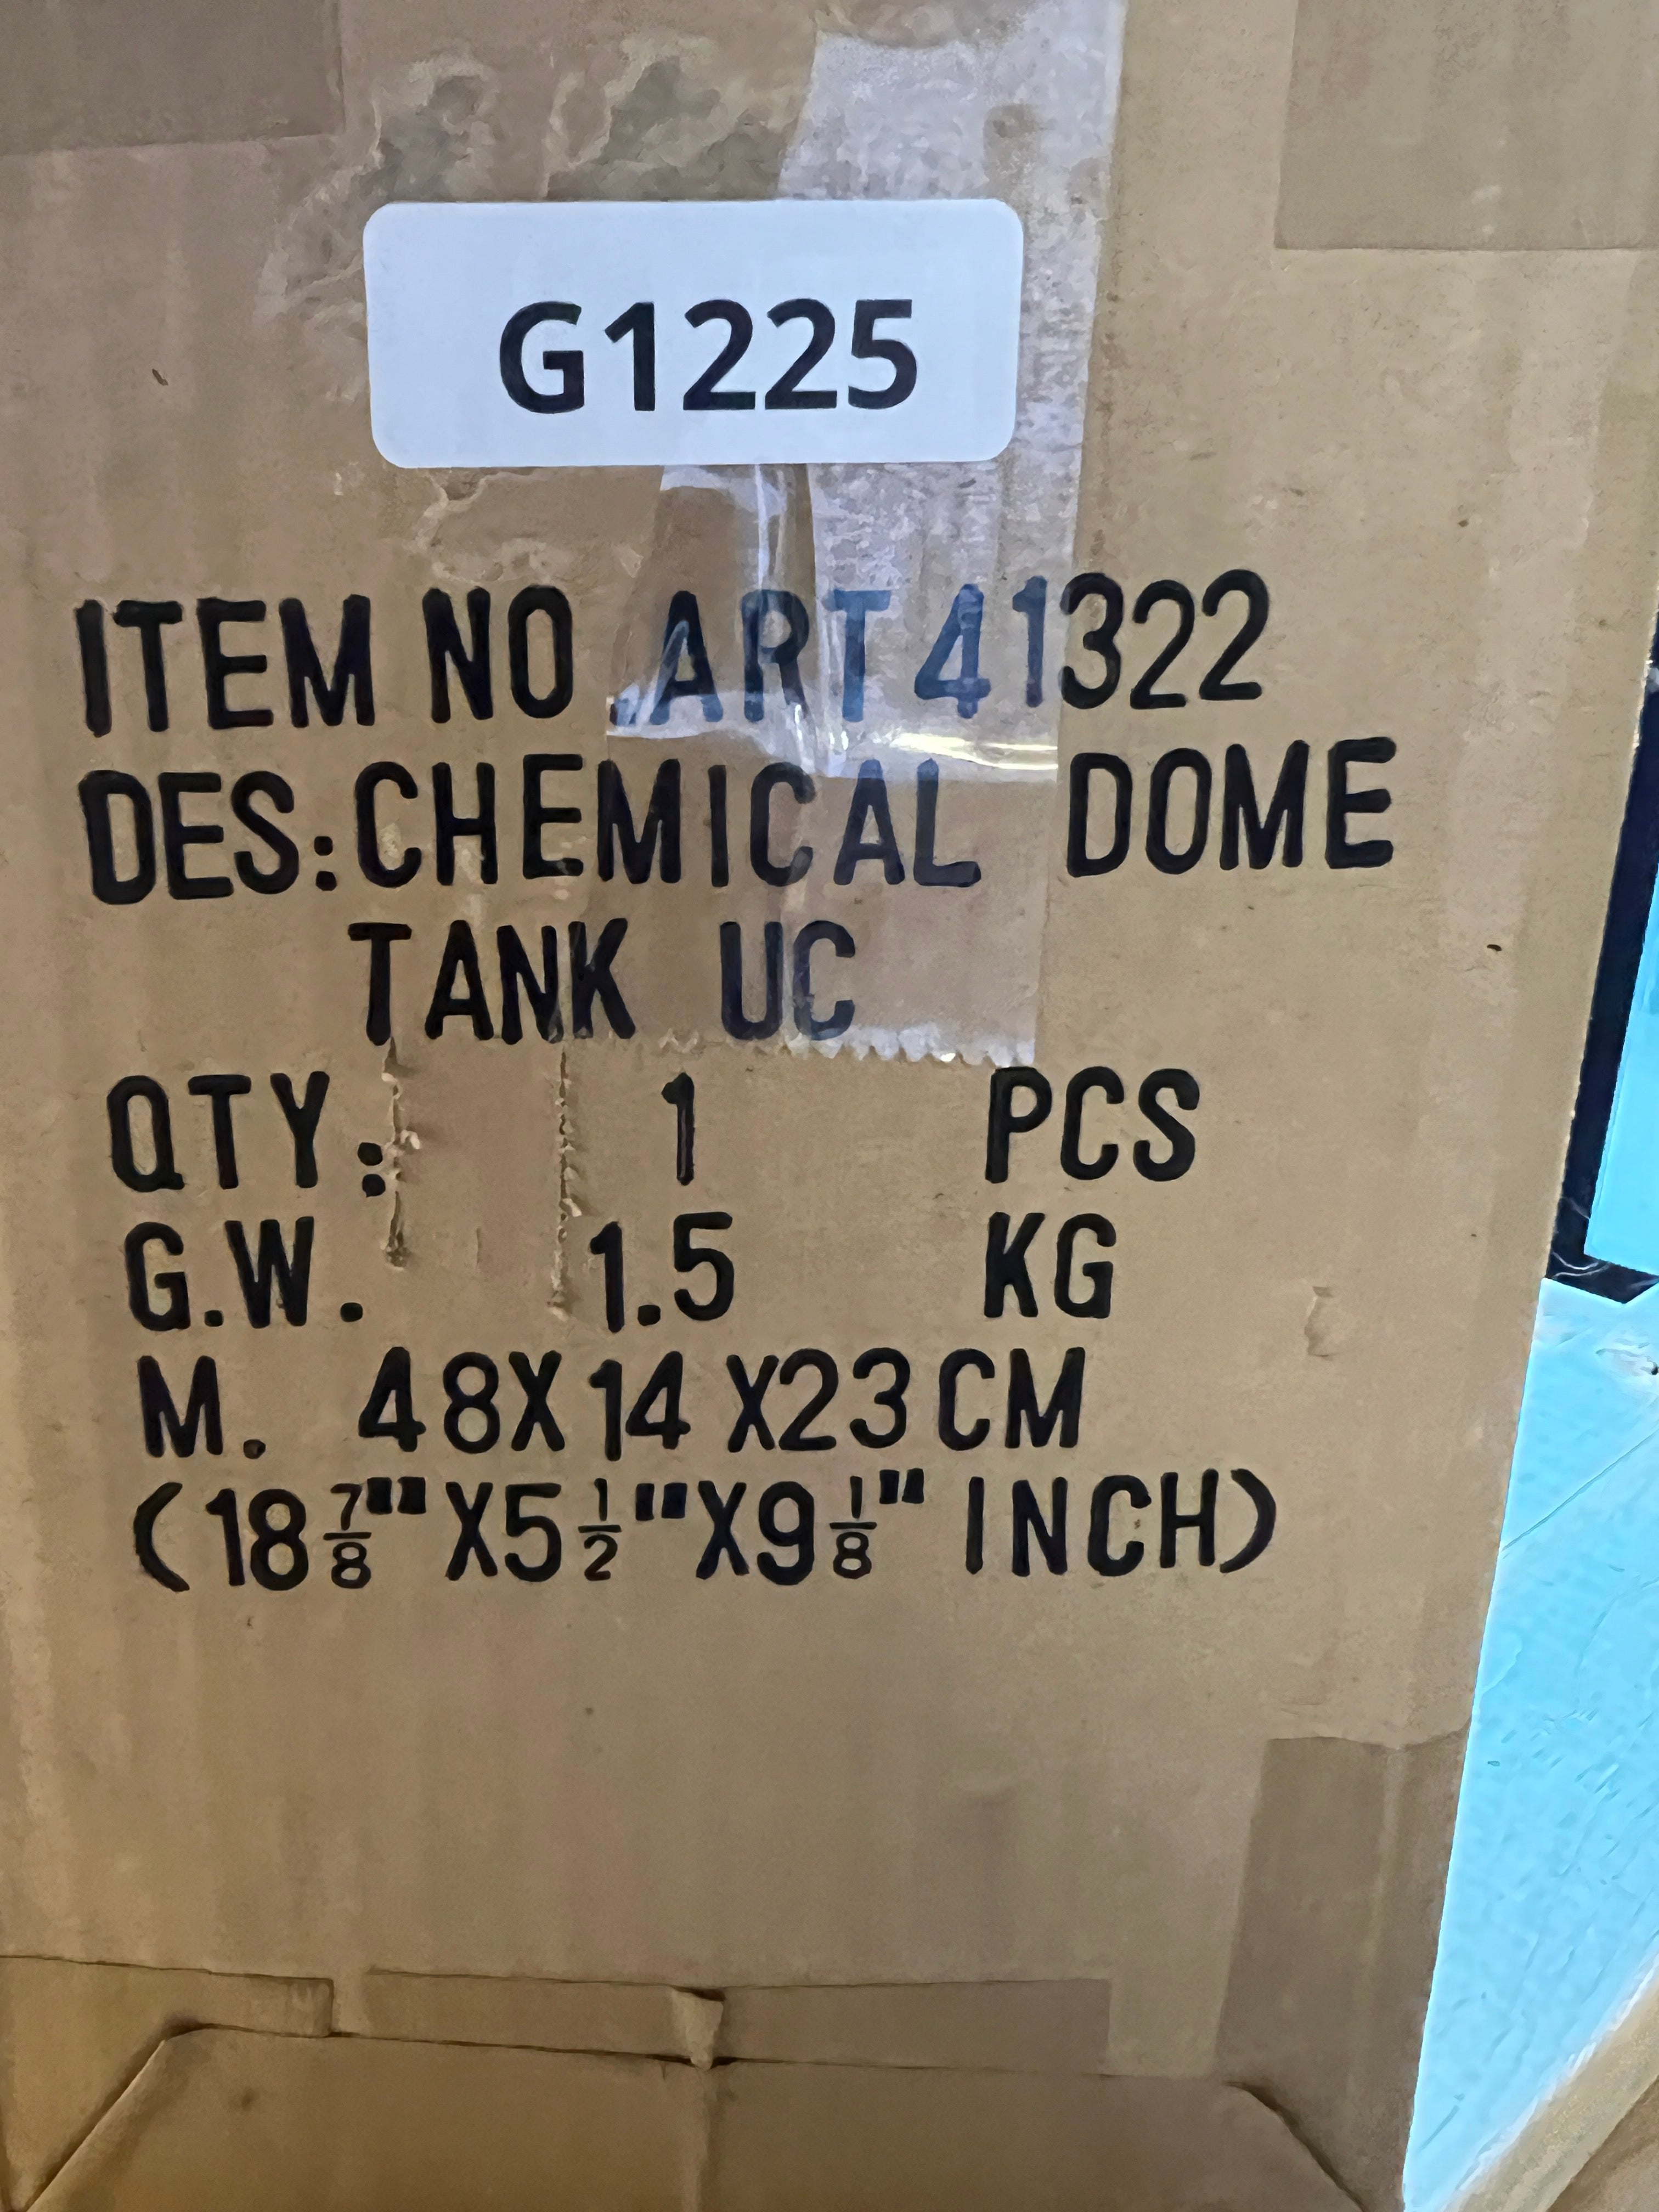 G1225
ITEM NO .ART 41322
DES:CHEMICAL DOME
TANK UC
QTY: 1 PCS
G.W. 1.5 KG
M. 48X14X23CM
(18 7/8"X5 1/2"X9 1/8" INCH)